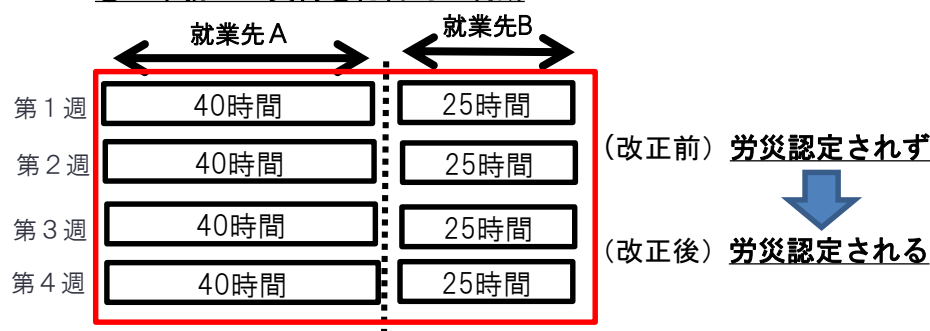 就業先A 就業先B
第1週 40時間 25時間
第2週 40時間 25時間
(改正前) 労災認定されず
第3週 40時間 25時間
(改正後) 労災認定される
第4週 40時間 25時間